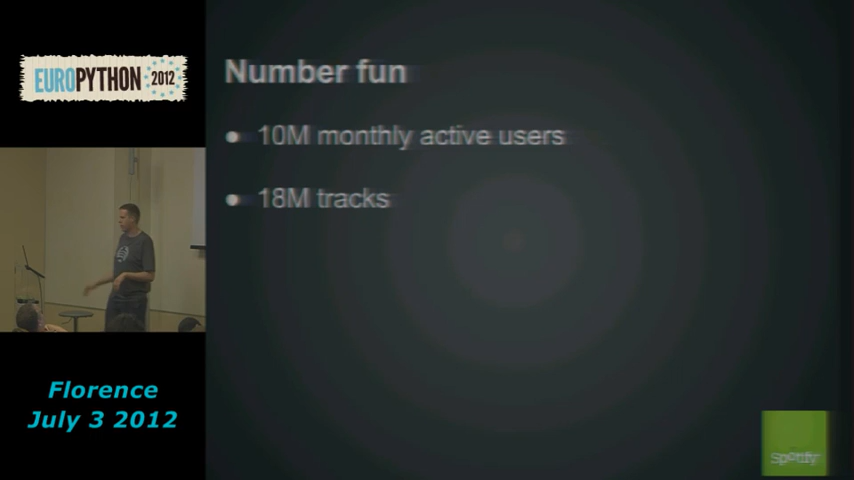 EUROPYTHON 2012
Number fun
10M monthly active users
18M tracks
Florence
July 3 2012
Spotify